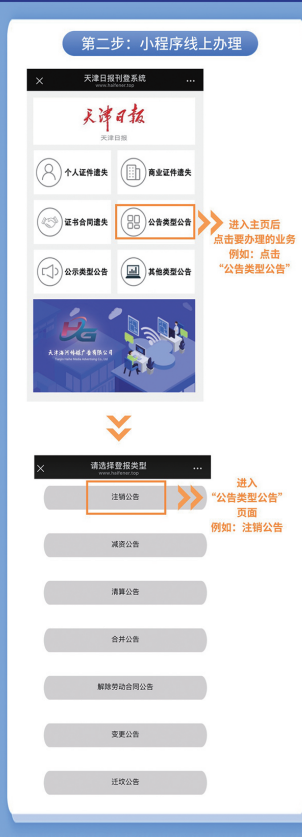 第二步：小程序线上办理
天津日报刊登系统
www.haifener.top
天津日报
天津日报
个人证件遗失
商业证件遗失
证书合同遗失
公告类型公告
公示类型公告
其他类型公告
进入主页后
点击要办理的业务
例如：点击
“公告类型公告”
天津海河传媒广告有限公司
请选择登报类型
www.haifener.top
注销公告
减资公告
清算公告
合并公告
解除劳动合同公告
变更公告
迁坟公告
进入
“公告类型公告”
页面
例如：注销公告